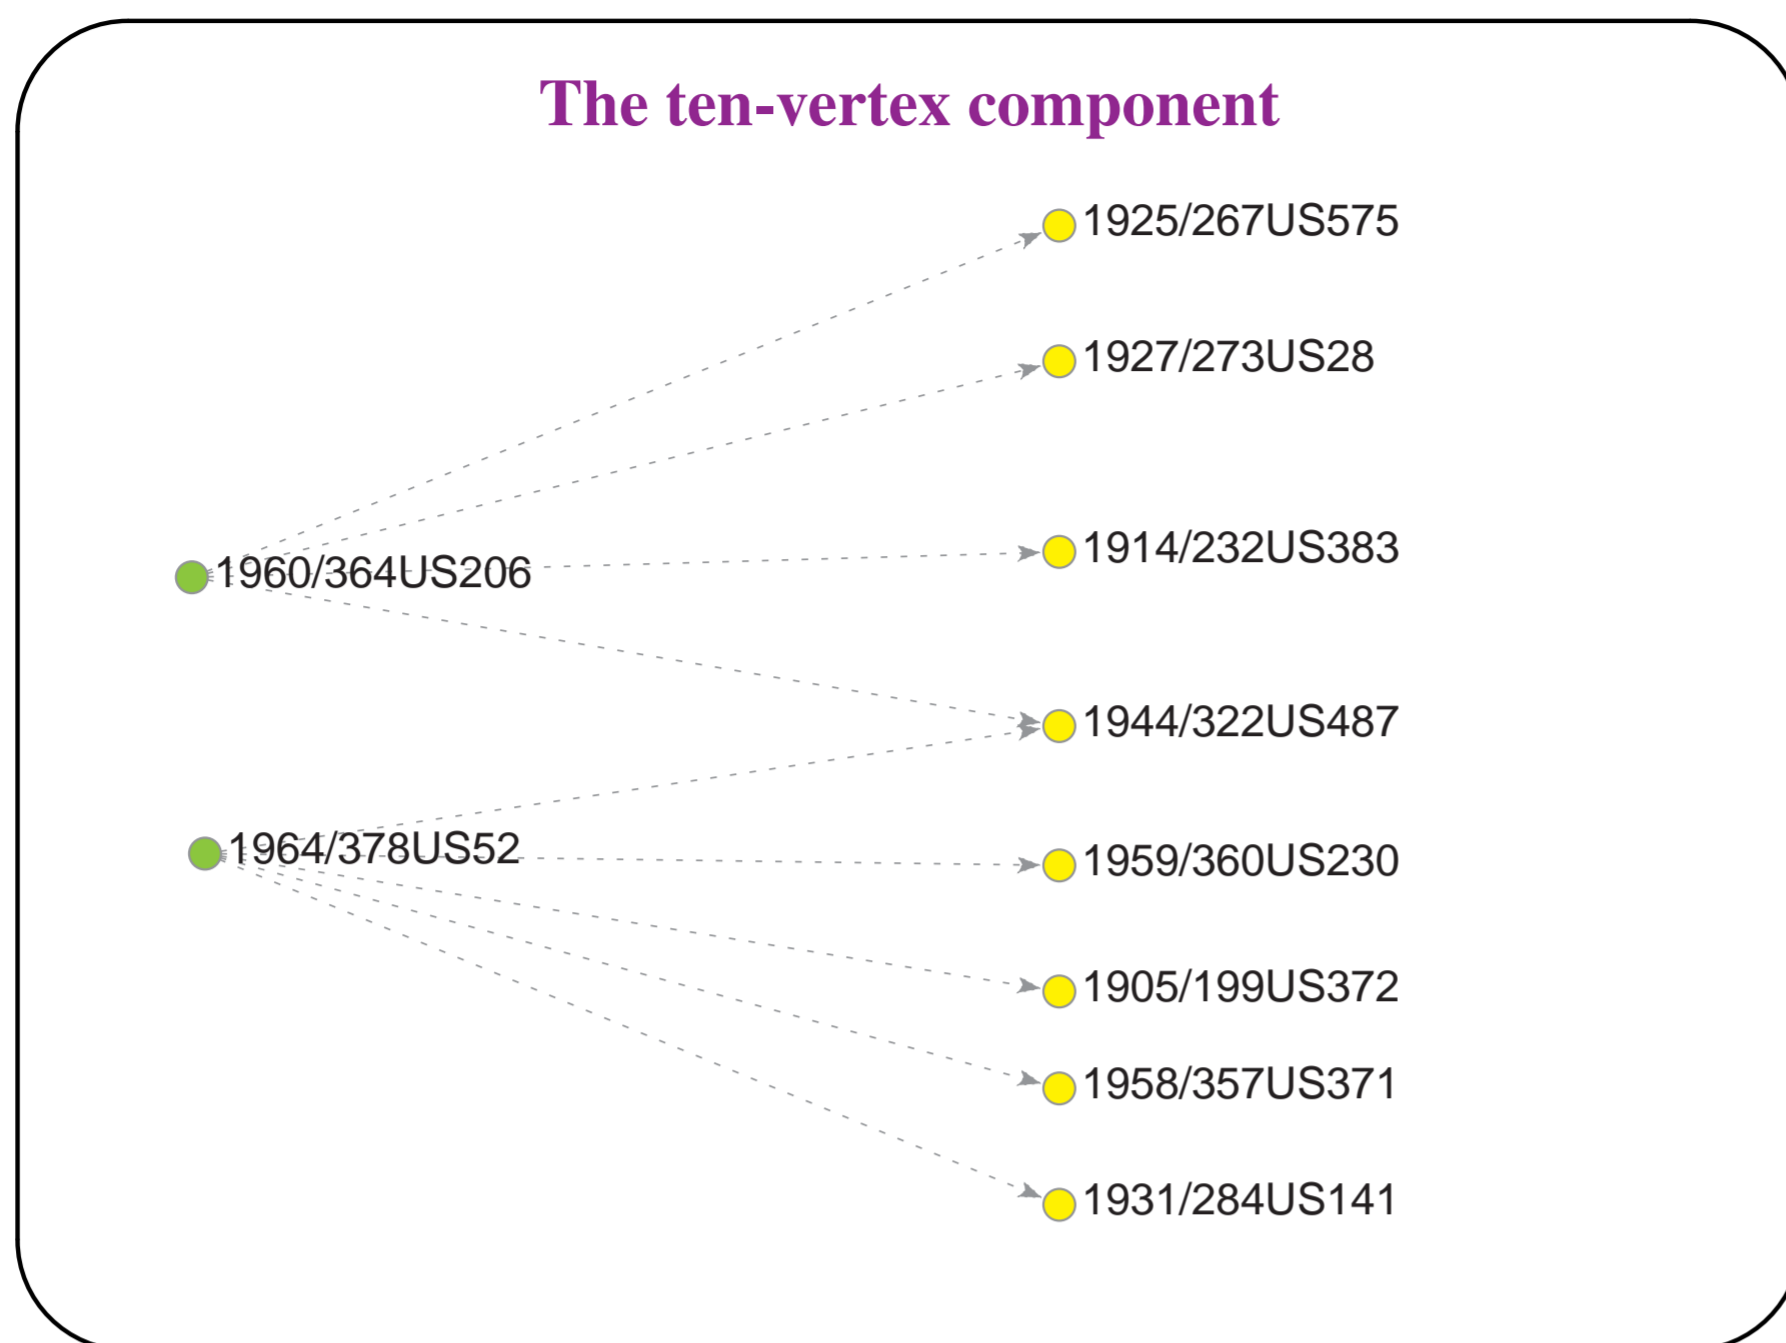 The ten-vertex component
1925/267US575
1927/273US28
1914/232US383
1960/364US206
1944/322US487
1964/378US52
1959/360US230
1905/199US372
1958/357US371
1931/284US141